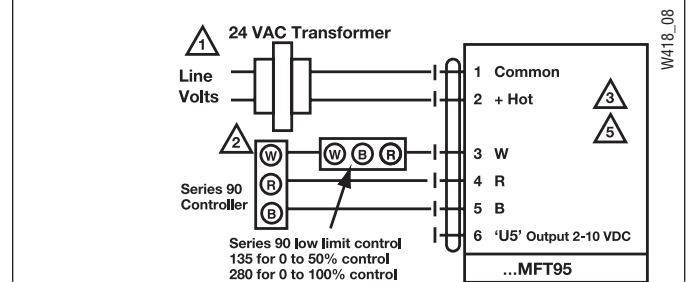 24 VAC Transformer
1
Line
Volts
1 Common
2 + Hot
3
5
2
W
W B R
3 W
R
4 R
Series 90
Controller
B
5 B
6 'U5' Output 2-10 VDC
Series 90 low limit control
135 for 0 to 50% control
280 for 0 to 100% control
...MFT95
W418_08